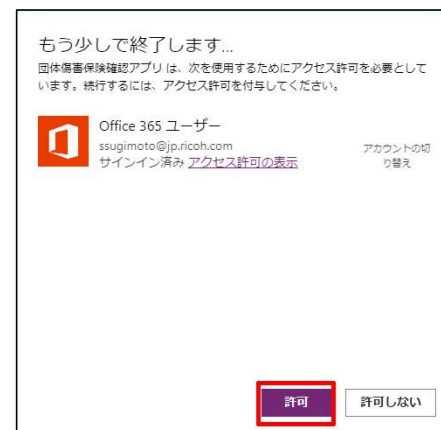 もう少しで終了します...
団体傷害保険確認アプリ は、次を使用するためにアクセス許可を必要として
います。続行するには、アクセス許可を付与してください。
Office 365 ユーザー
ssugimoto@jp.ricoh.com
サインイン済み アクセス許可の表示
アカウントの切
り替え
許可
許可しない